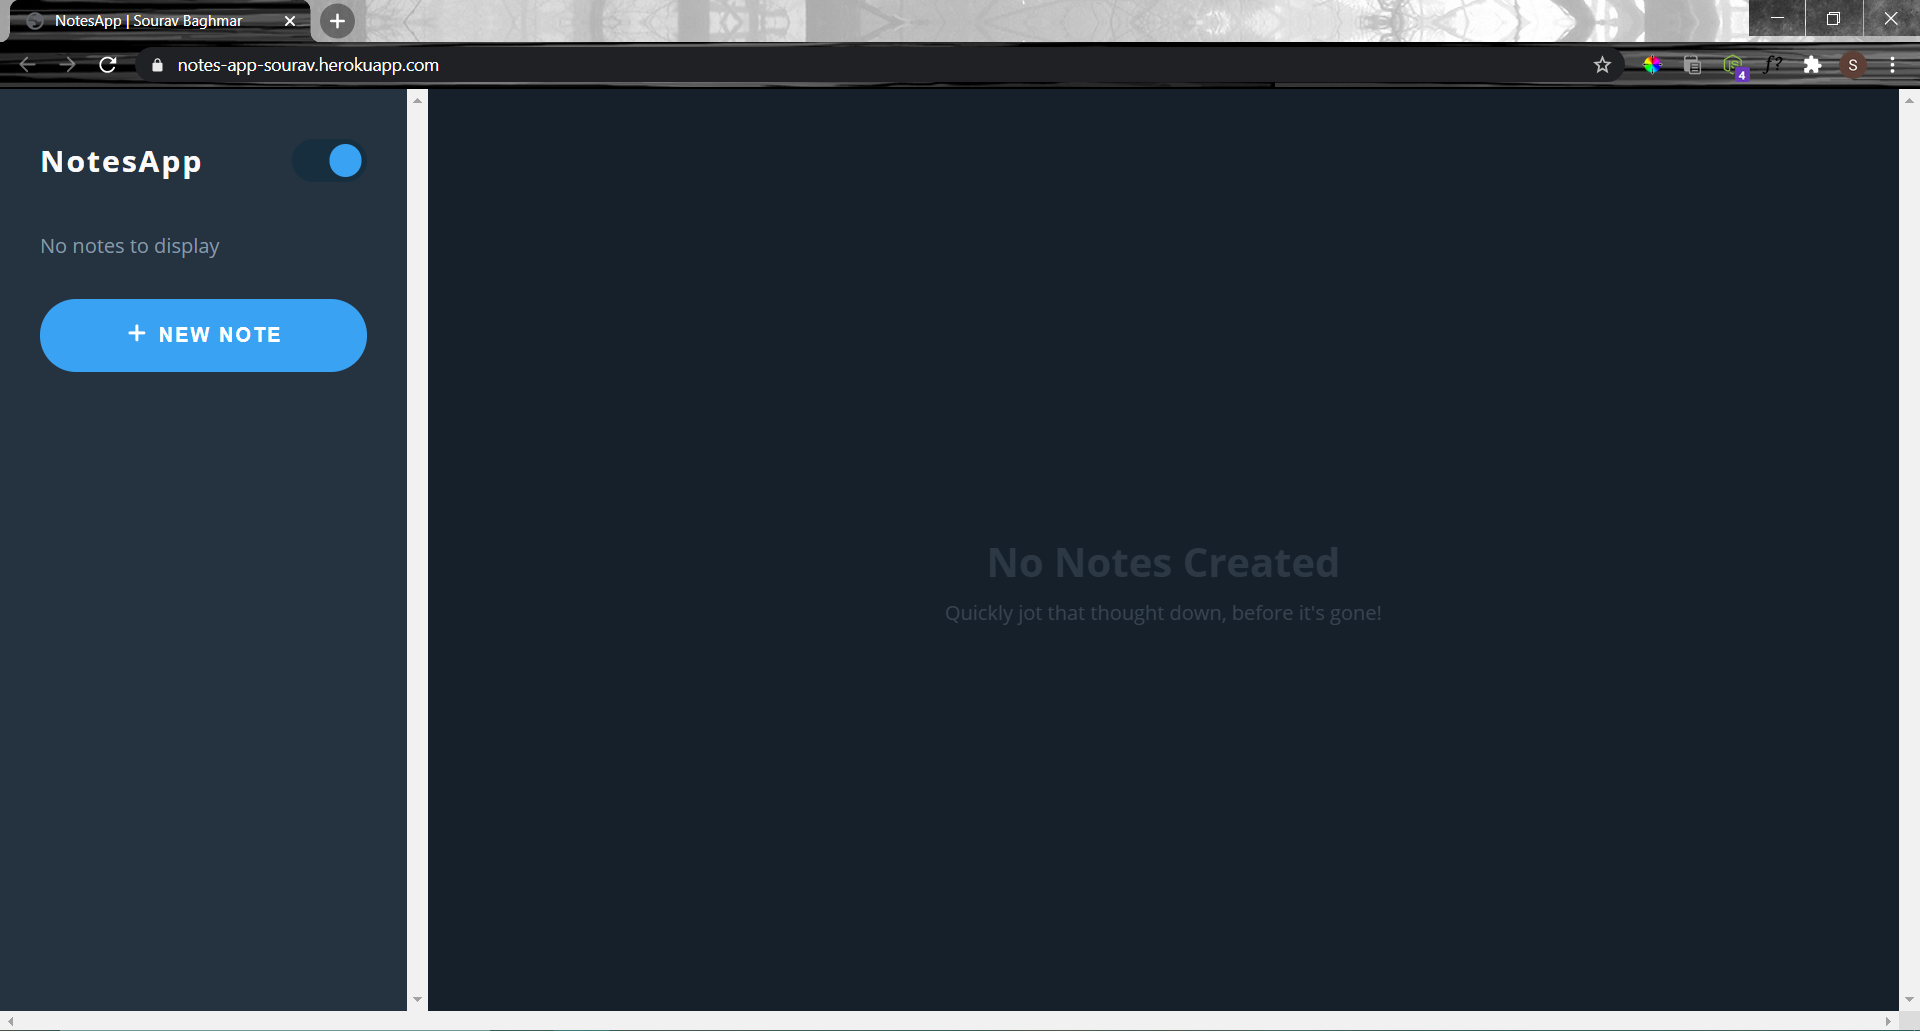 NotesApp | Sourav Baghmar
notes-app-sourav.herokuapp.com
4
f?
S
NotesApp
No notes to display
+ NEW NOTE
No Notes Created
Quickly jot that thought down, before it's gone!